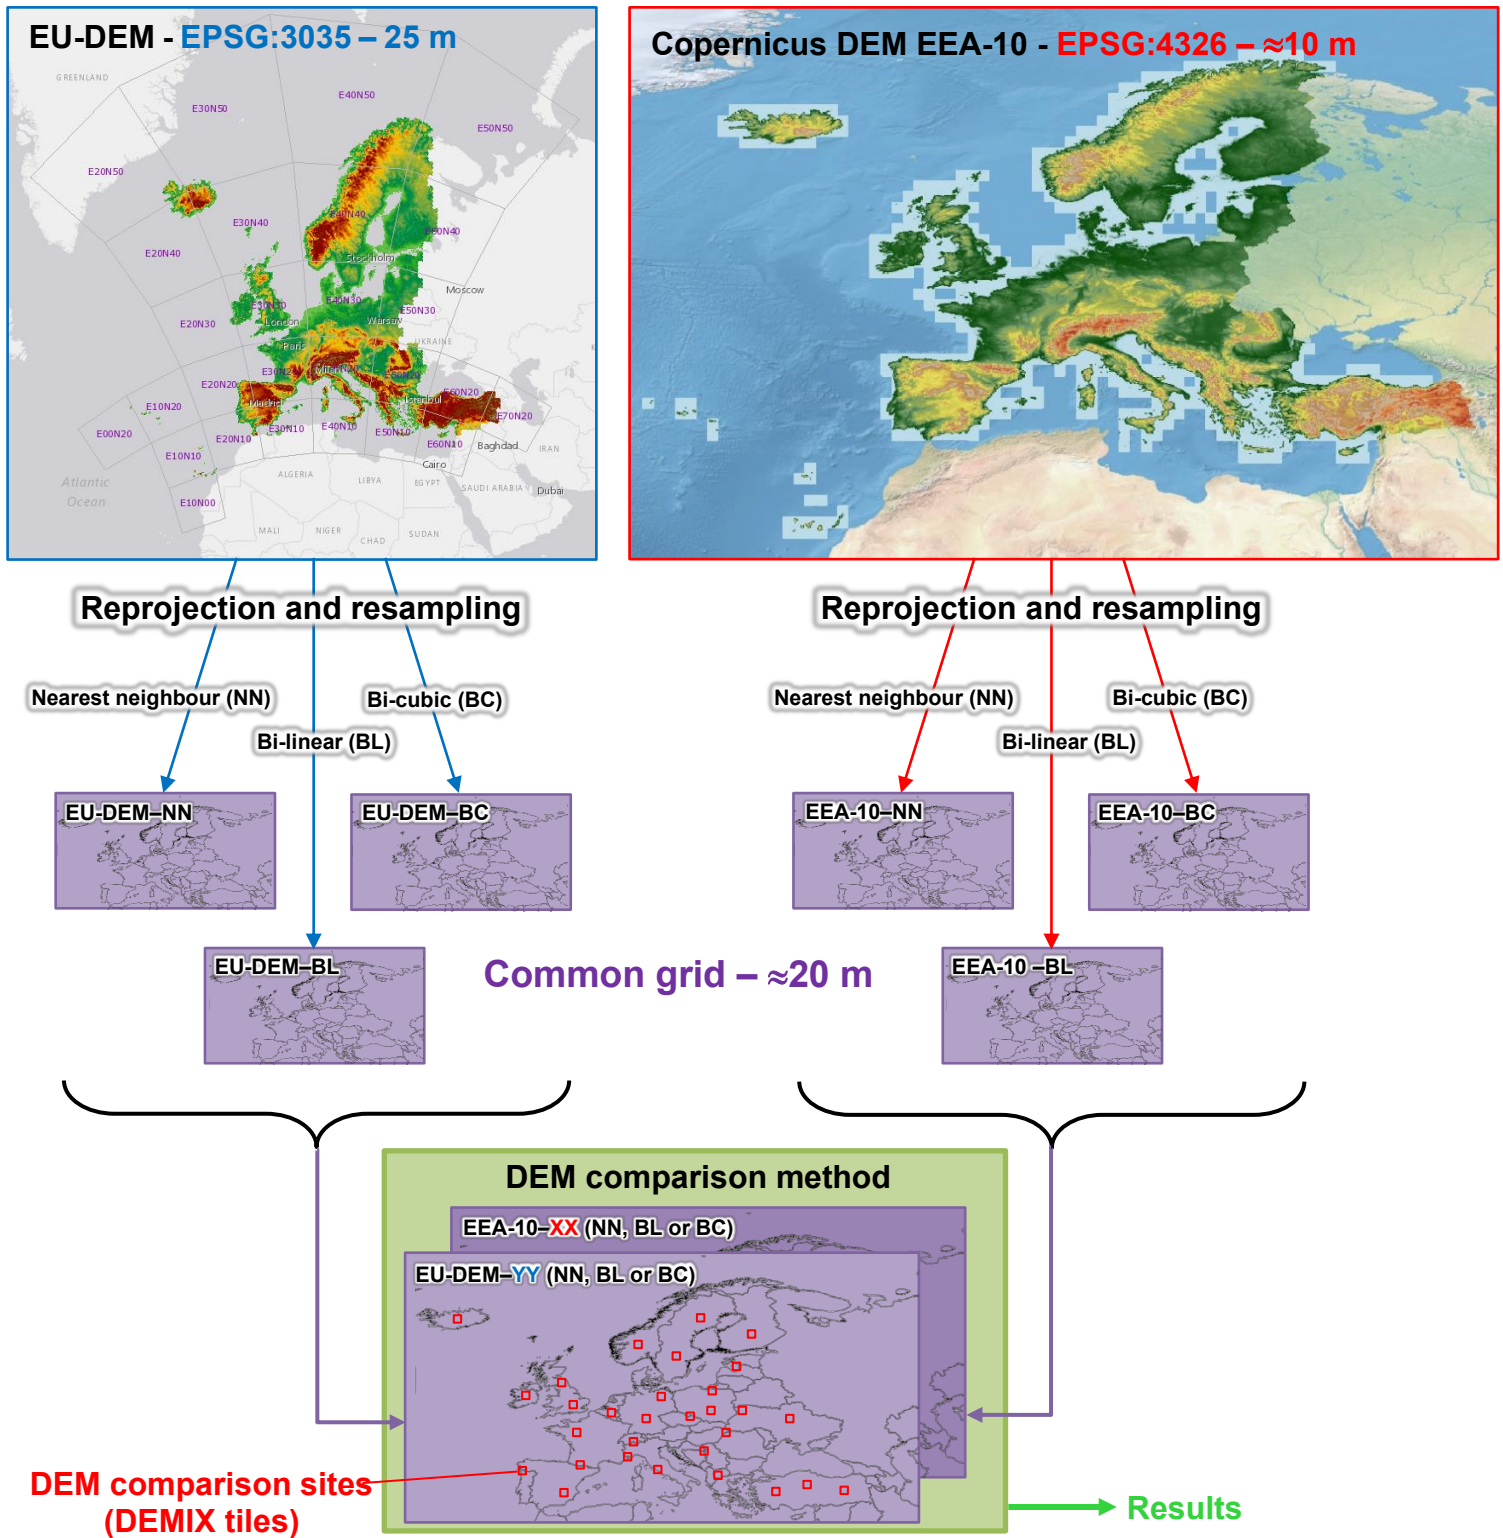 EU-DEM - EPSG:3035 – 25 m
GREENLAND
E40N50
E30N50
E50N50
E20N50
E40N40
E30N40
E50N40
E20N40
Stockholm
Moscow
E30N30
E40N30
E50N30
E20N30
London
Warsaw
UKRAINE
Paris
E30N20
Milan
E50N20
E20N20
E60N20
Madrid
Istanbul
E10N20
E70N20
E00N20
E20N10
E30N10
E40N10
E50N10
E60N10
Baghdad
IRAN
E10N10
Cairo
Atlantic
Ocean
ALGERIA
LIBYA
EGYPT
SAUDI ARABIA
Dubai
E10N00
MALI
NIGER
CHAD
SUDAN
Copernicus DEM EEA-10 - EPSG:4326 – ≈10 m
Reprojection and resampling
Nearest neighbour (NN)
Bi-cubic (BC)
Bi-linear (BL)
Reprojection and resampling
Nearest neighbour (NN)
Bi-cubic (BC)
Bi-linear (BL)
EU-DEM–NN
EU-DEM–BC
EEA-10–NN
EEA-10–BC
EU-DEM–BL
Common grid – ≈20 m
EEA-10 –BL
DEM comparison method
EEA-10–XX (NN, BL or BC)
EU-DEM–YY (NN, BL or BC)
DEM comparison sites
(DEMIX tiles)
Results